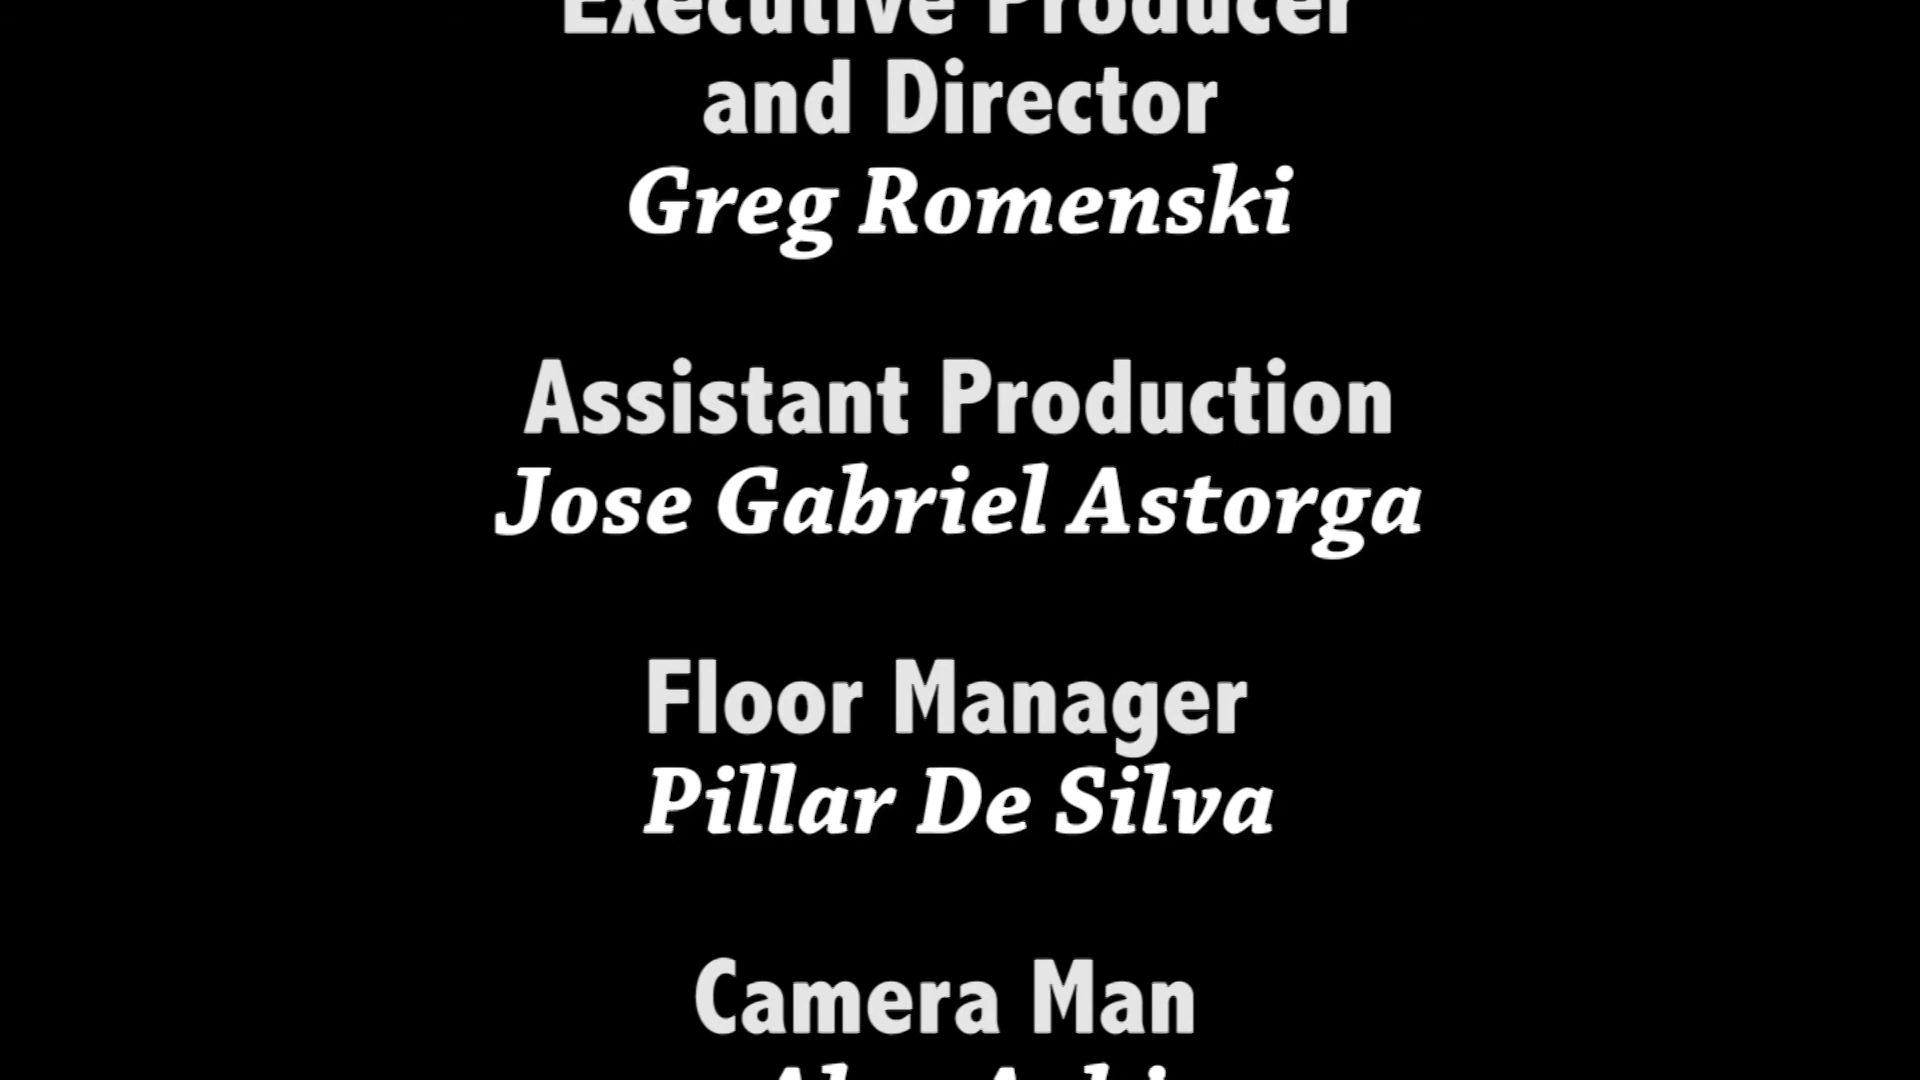 Executive Producer
and Director
Greg Romenski
Assistant Production
Jose Gabriel Astorga
Floor Manager
Pillar De Silva
Camera Man